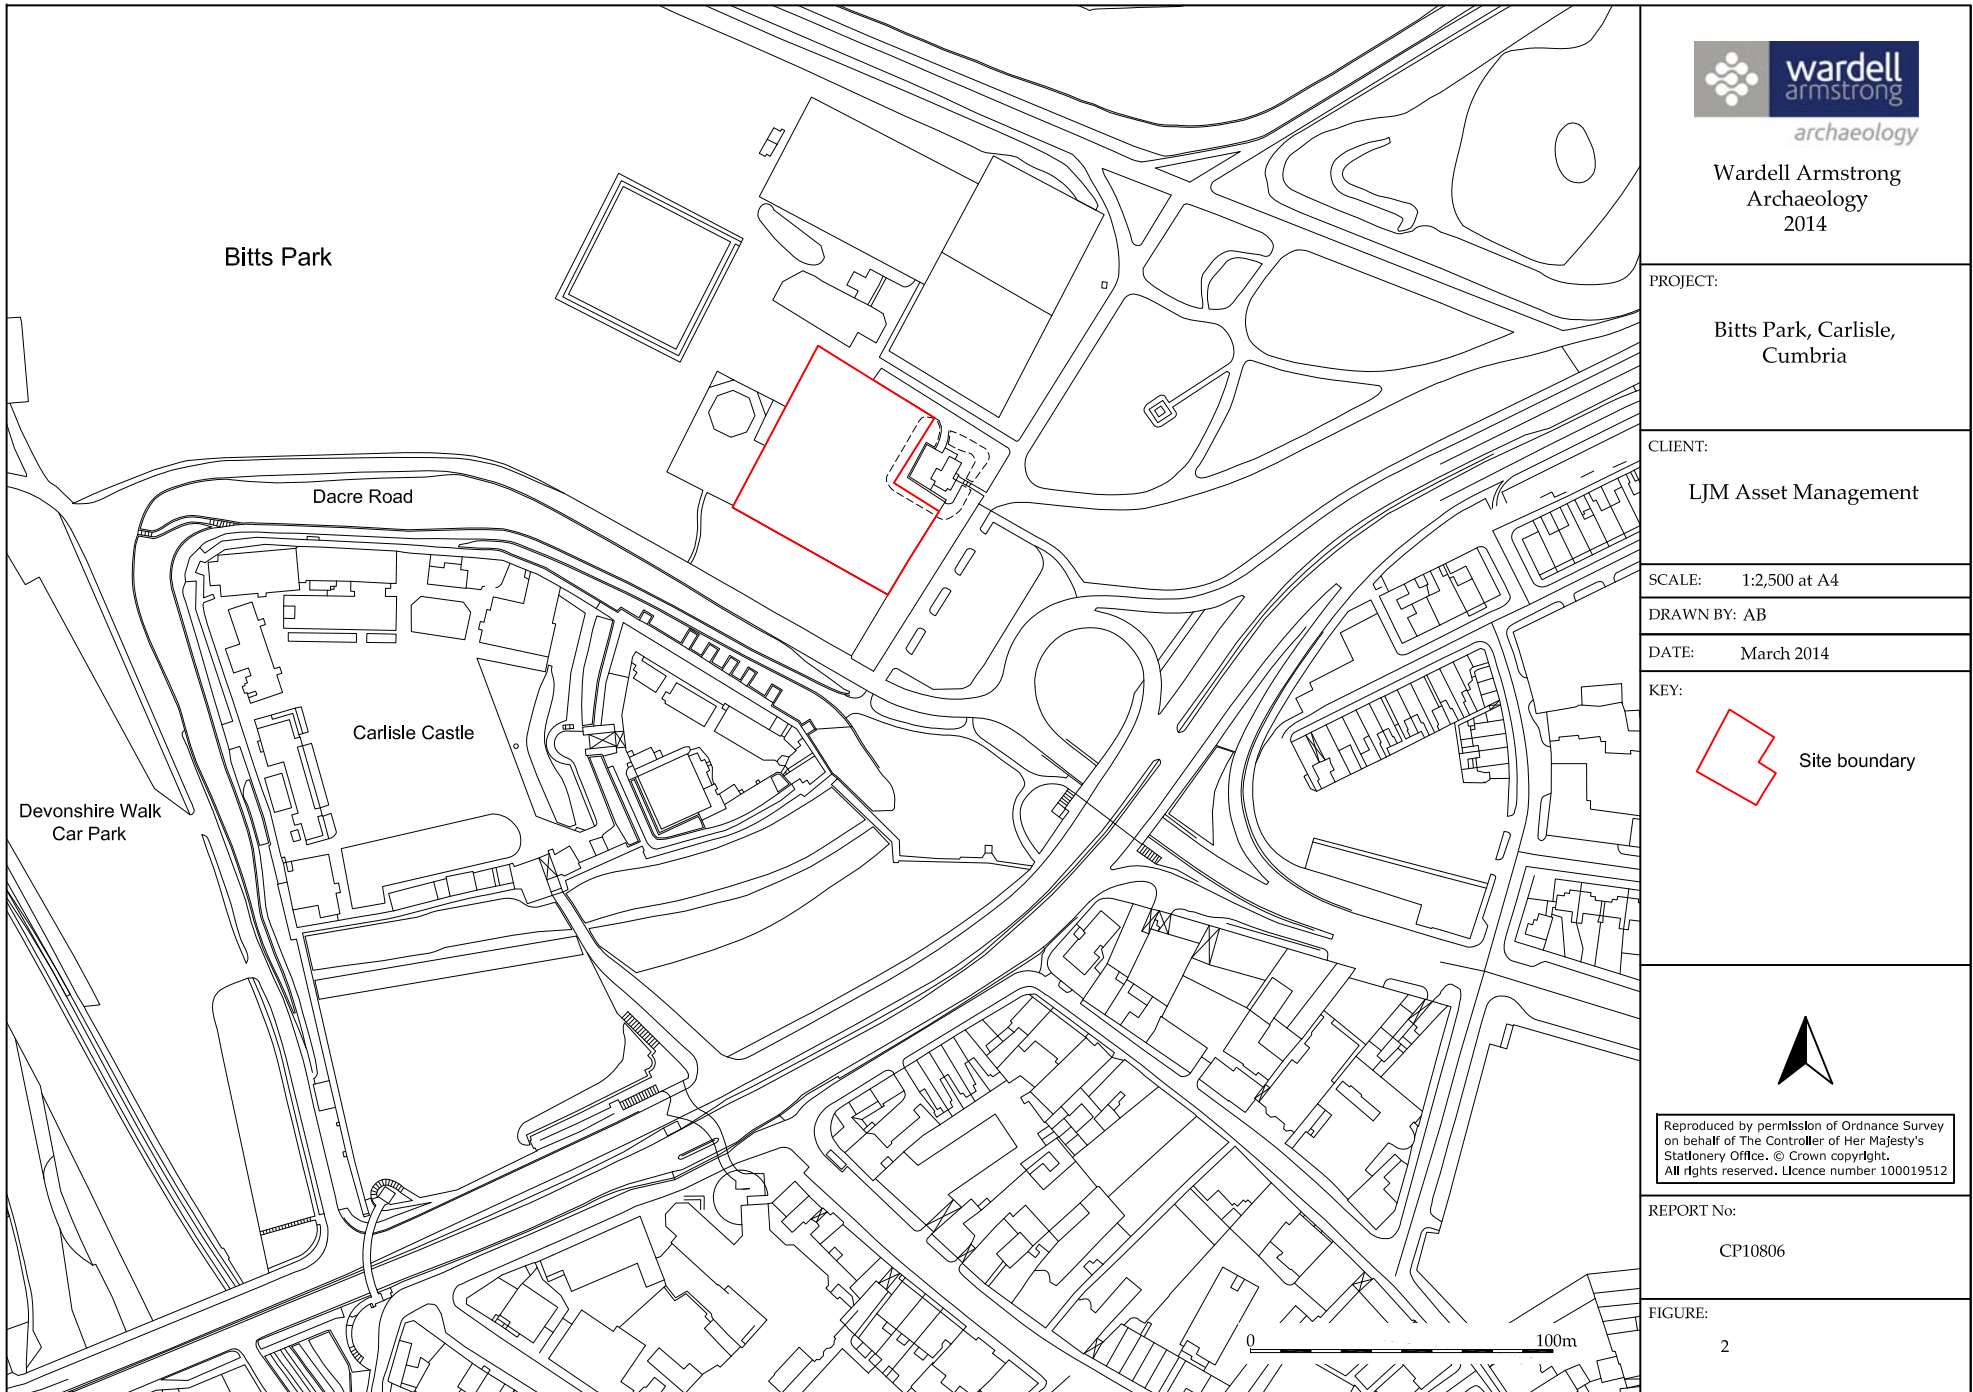 Bitts Park
Dacre Road
Carlisle Castle
Devonshire Walk
Car Park
0
100m
wardell
armstrong
archaeology
Wardell Armstrong
Archaeology
2014
PROJECT:
Bitts Park, Carlisle,
Cumbria
CLIENT:
LJM Asset Management
SCALE: 1:2,500 at A4
DRAWN BY: AB
DATE: March 2014
KEY:
Site boundary
Reproduced by permission of Ordnance Survey
on behalf of The Controller of Her Majesty's
Stationery Office. © Crown copyright.
All rights reserved. Licence number 100019512
REPORT No:
CP10806
FIGURE:
2